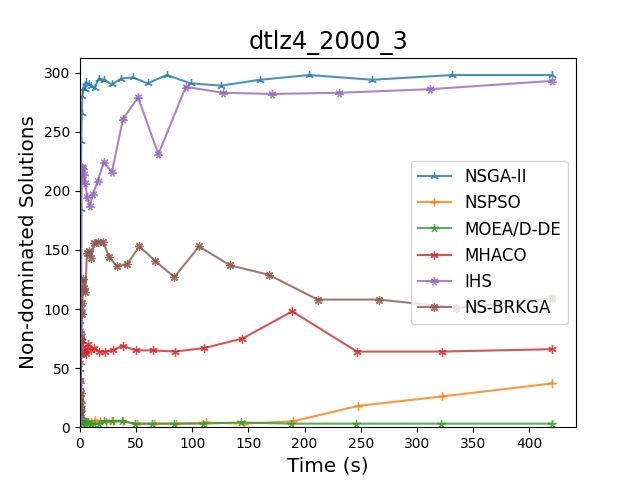 dtlz4_2000_3
Non-dominated Solutions
300
250
200
150
100
50
0
NSGA-II
NSPSO
MOEA/D-DE
MHACO
IHS
NS-BRKGA
0 50 100 150 200 250 300 350 400
Time (s)